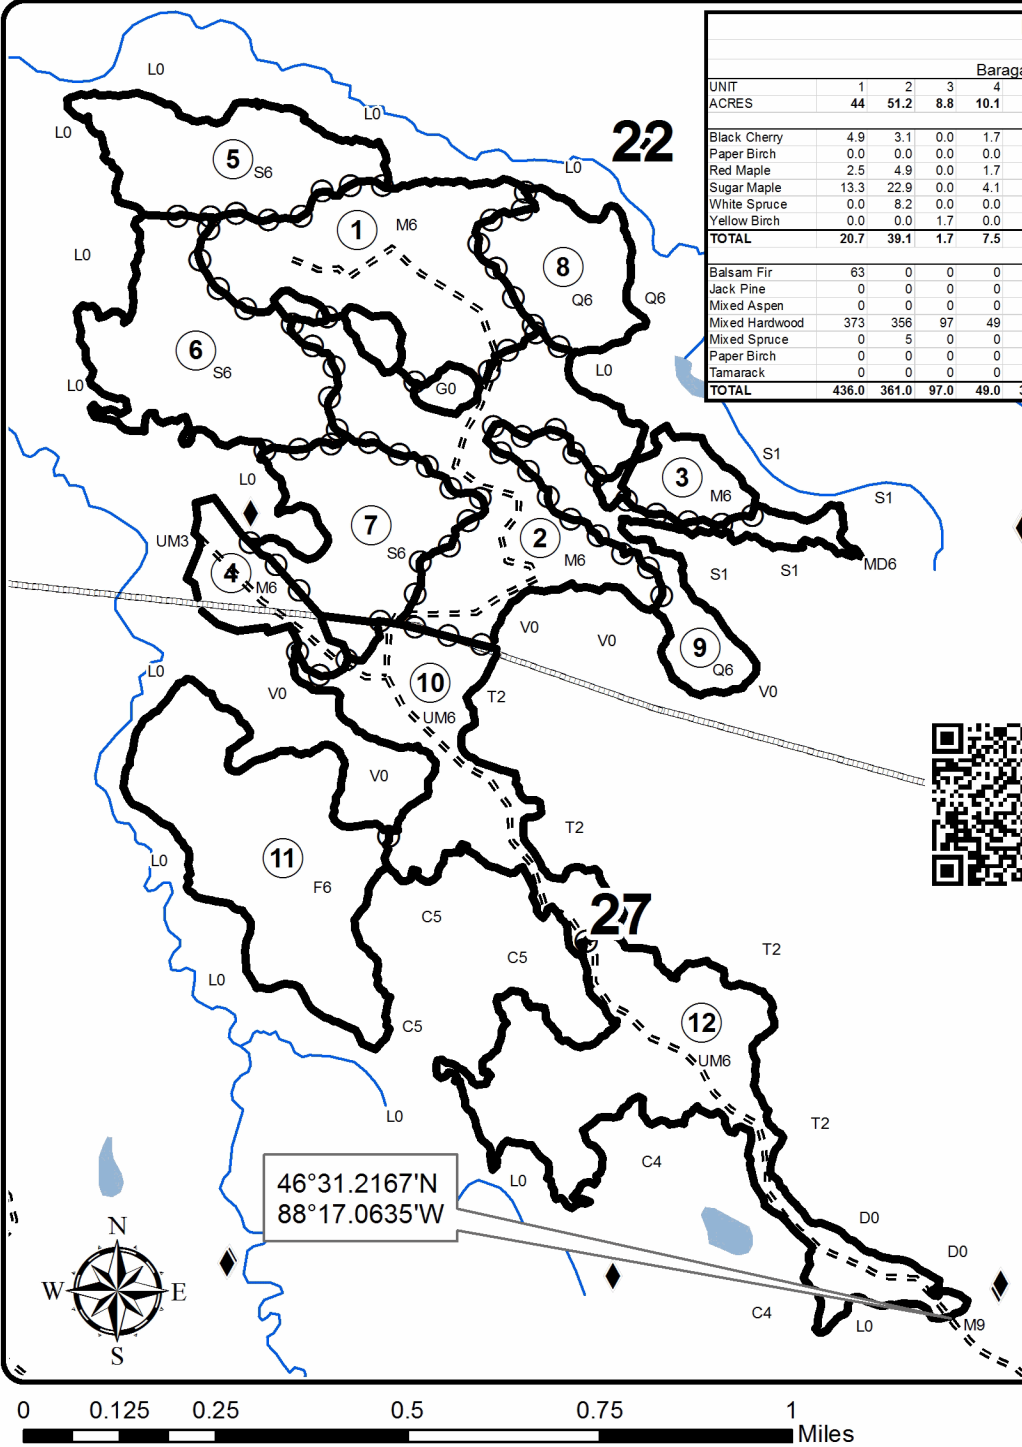 Baraga
UNIT 1 2 3 4
ACRES 44 51.2 8.8 10.1
Black Cherry 4.9 3.1 0.0 1.7
Paper Birch 0.0 0.0 0.0 0.0
Red Maple 2.5 4.9 0.0 1.7
Sugar Maple 13.3 22.9 0.0 4.1
White Spruce 0.0 8.2 0.0 0.0
Yellow Birch 0.0 0.0 1.7 0.0
TOTAL 20.7 39.1 1.7 7.5
Balsam Fir 63 0 0 0
Jack Pine 0 0 0 0
Mixed Aspen 0 0 0 0
Mixed Hardwood 373 356 97 49
Mixed Spruce 0 5 0 0
Paper Birch 0 0 0 0
Tamarack 0 0 0 0
TOTAL 436.0 361.0 97.0 49.0
L0
L0
L0
22
5
S6
L0
1
M6
L0
8
Q6
Q6
6
S6
L0
G0
L0
S1
3
M6
S1
L0
7
S6
UM3
4
M6
2
M6
S1
S1
MD6
V0
V0
9
Q6
V0
L0
V0
10
UM6
T2
V0
T2
L0
11
F6
C5
27
C5
T2
L0
C5
12
UM6
L0
T2
C4
L0
46°31.2167'N
88°17.0635'W
D0
D0
N
W E
S
C4
L0
M9
0 0.125 0.25 0.5 0.75 1
Miles